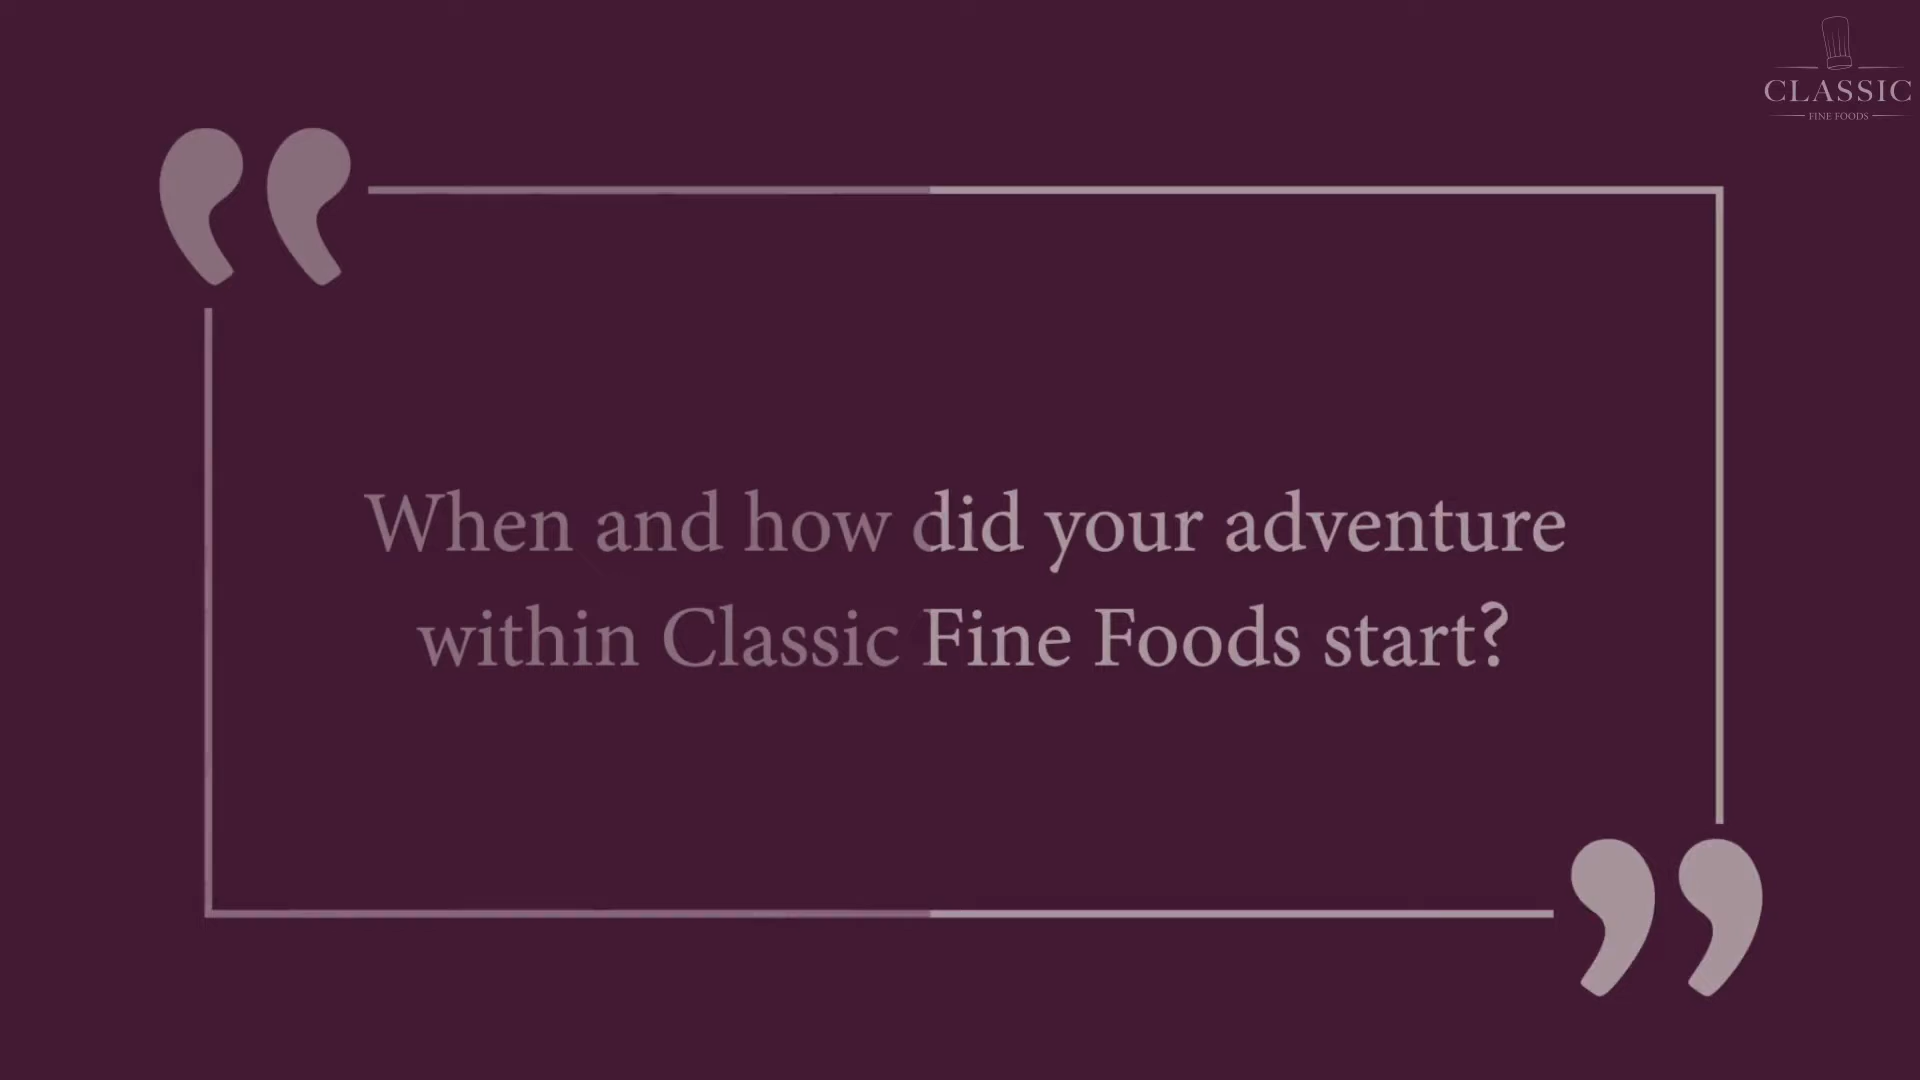 CLASSIC
FINE FOODS
When and how did your adventure
within Classic Fine Foods start?